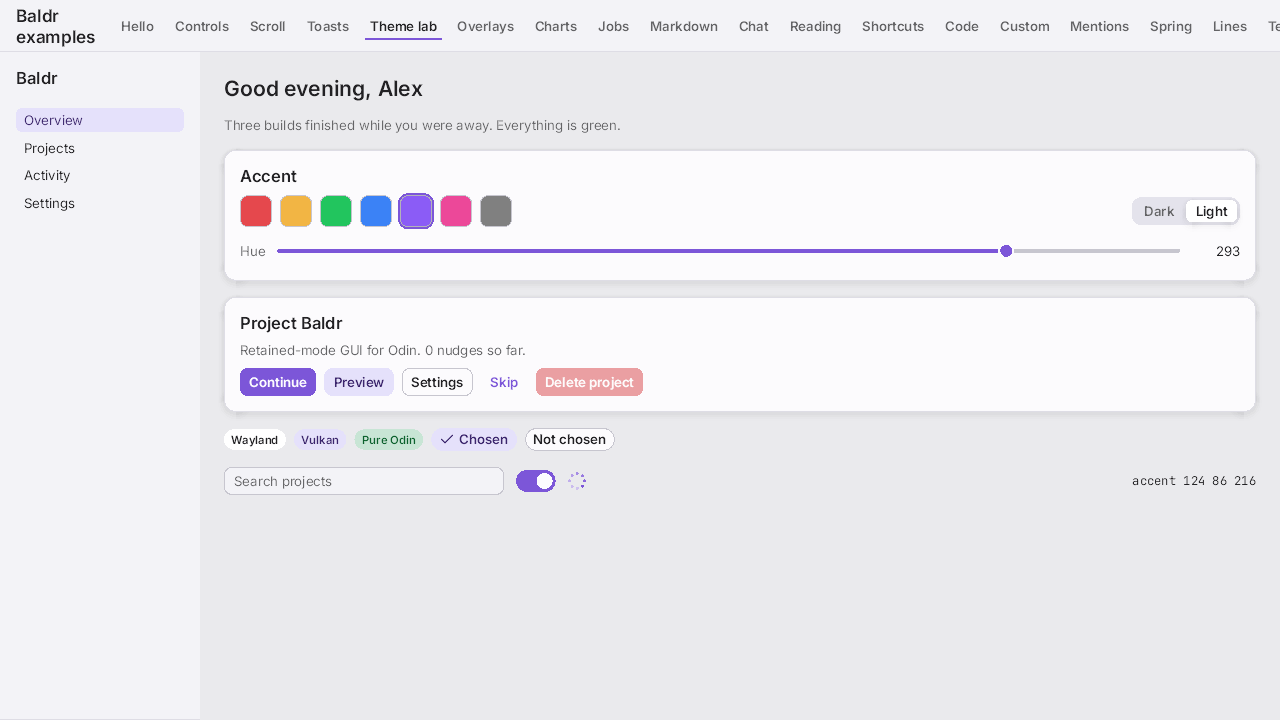 Baldr examples
Hello Controls Scroll Toasts Theme lab Overlays Charts Jobs Markdown Chat Reading Shortcuts Code Custom Mentions Spring Lines
Baldr
Overview
Projects
Activity
Settings
Good evening, Alex
Three builds finished while you were away. Everything is green.
Accent
Dark Light
Hue 293
Project Baldr
Retained-mode GUI for Odin. 0 nudges so far.
Continue Preview Settings Skip Delete project
Wayland Vulkan Pure Odin Chosen Not chosen
Search projects accent 124 86 216